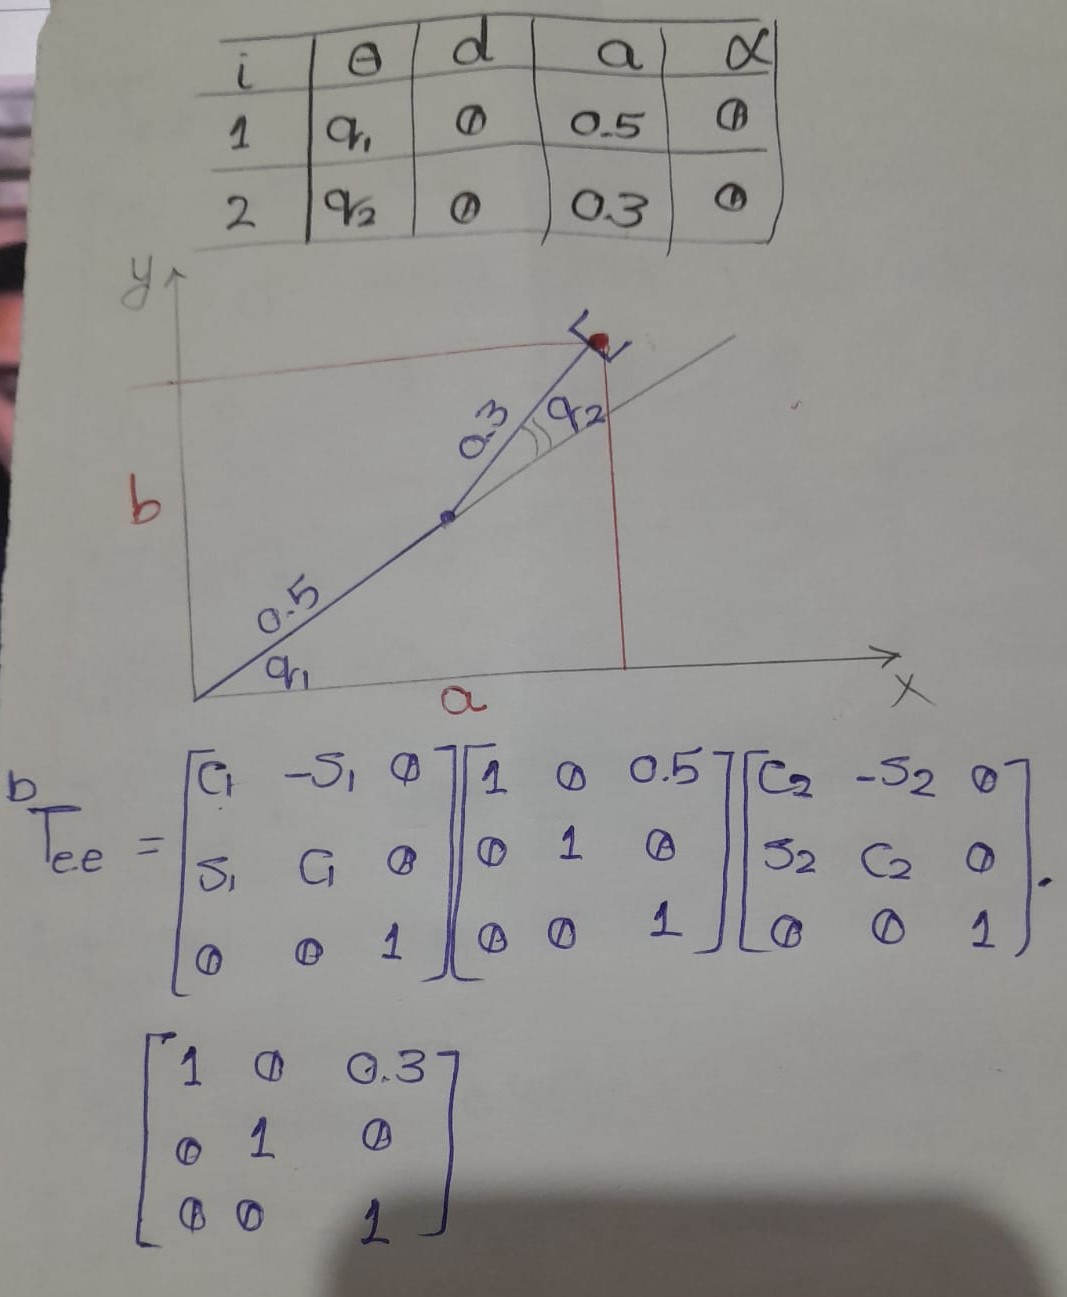 i θ d a α
1 q₁ 0 0.5 0
2 q₂ 0 0.3 0
y
0.3 q₂
b
0.5
q₁
a x
ᵇTee = [C₁ -S₁ 0] [1 0 0.5] [C₂ -S₂ 0]
[S₁ C₁ 0] [0 1 0] [S₂ C₂ 0] .
[0 0 1] [0 0 1] [0 0 1]
[1 0 0.3]
[0 1 0]
[0 0 1]